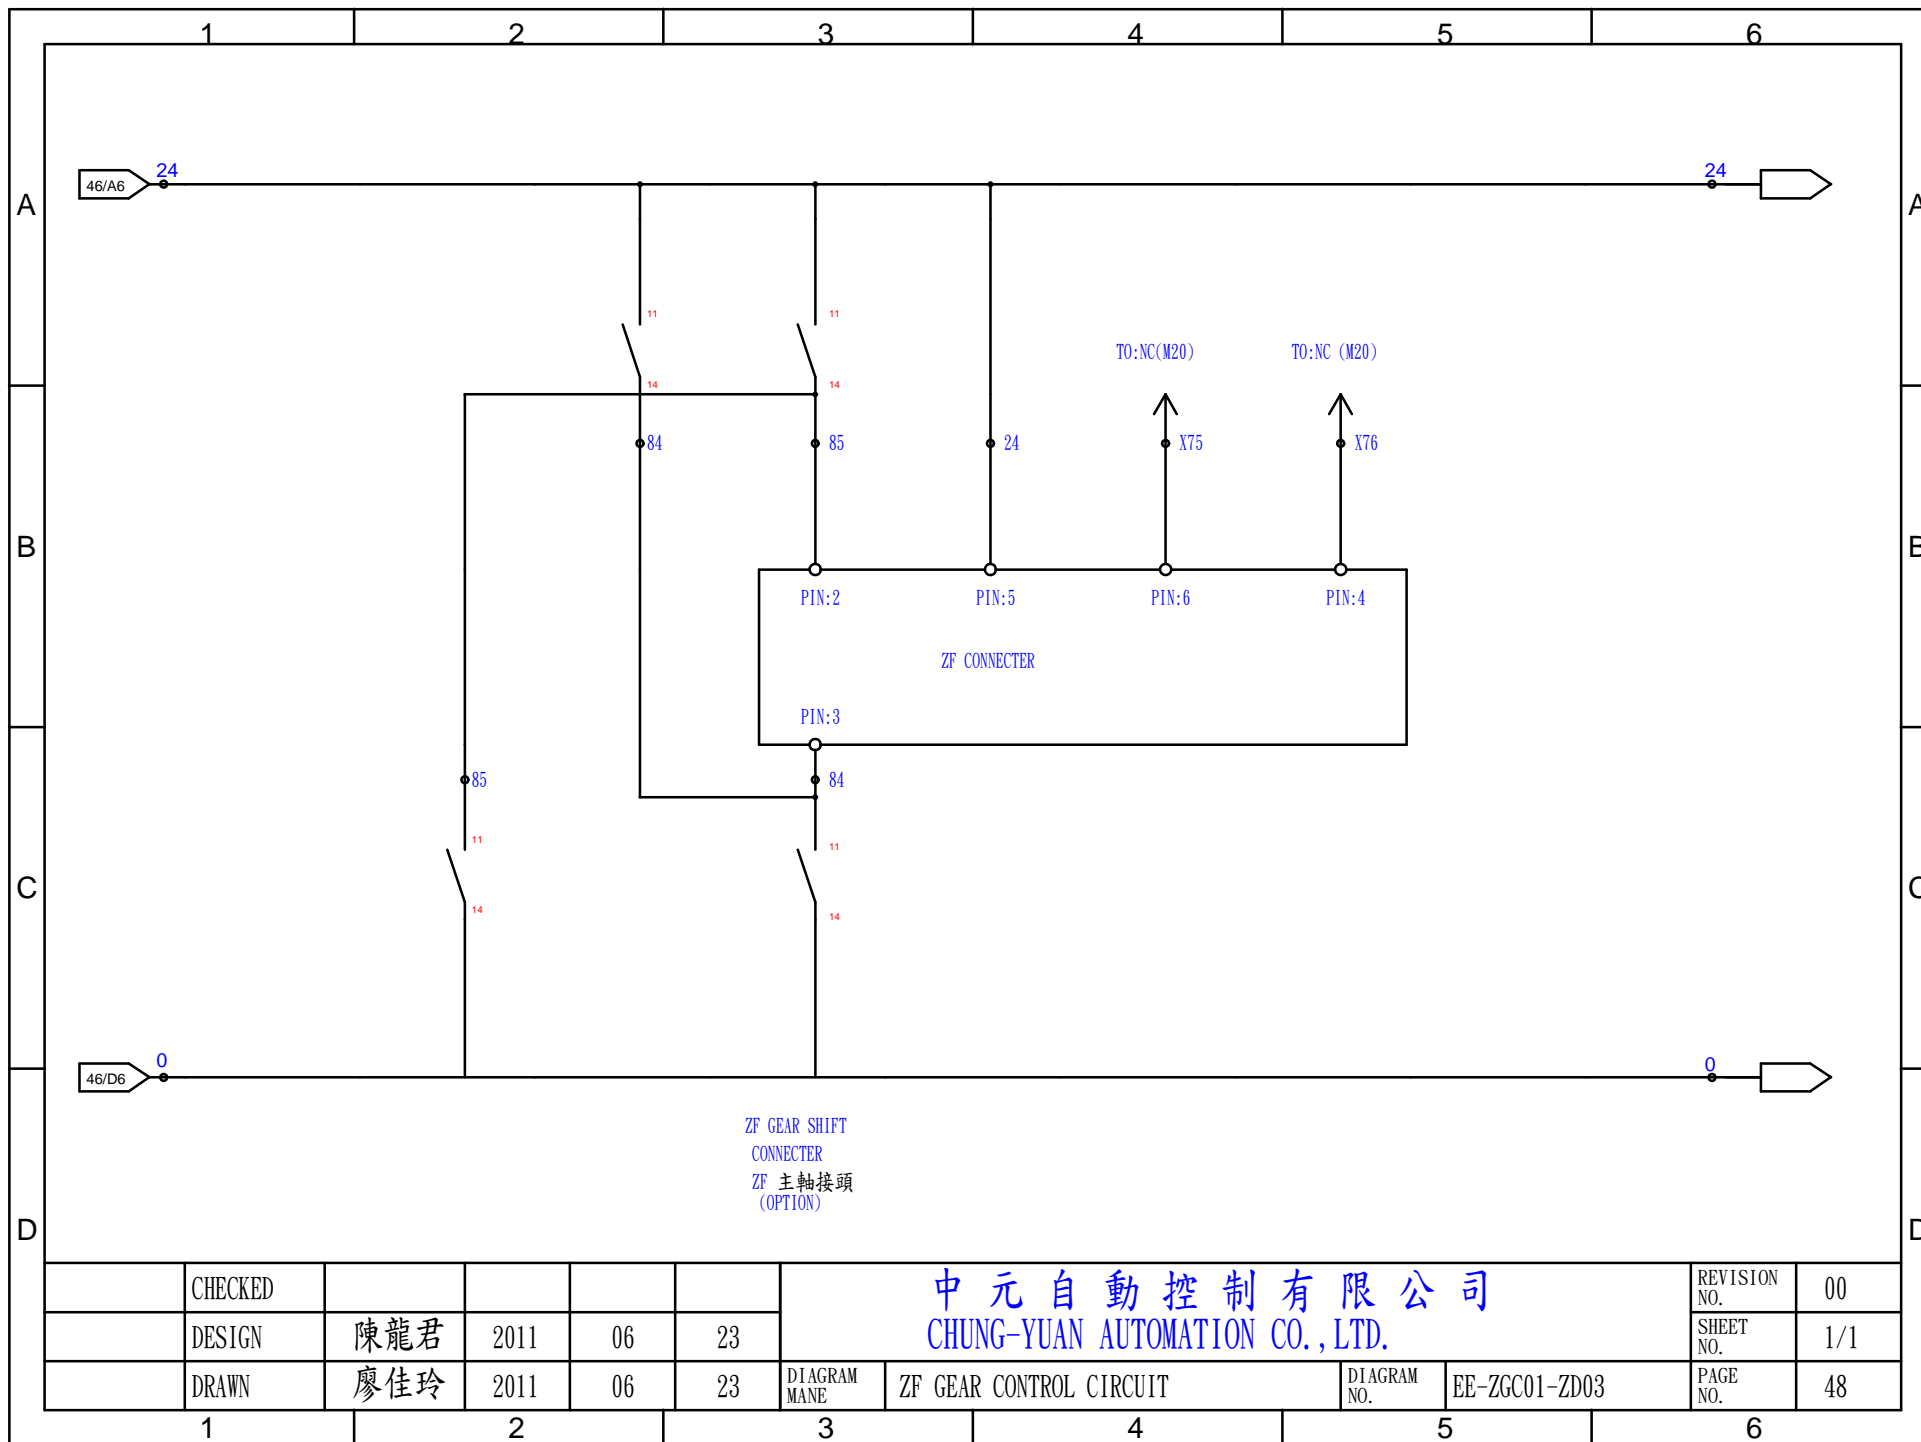 1 2 3 4 5 6
46/A6 24 24
A A
11 11
TO:NC(M20) TO:NC (M20)
14 14
84 85 24 X75 X76
B B
PIN:2 PIN:5 PIN:6 PIN:4
ZF CONNECTER
PIN:3
85 84
11 11
C C
14 14
46/D6 0 0
ZF GEAR SHIFT
CONNECTER
ZF 主軸接頭
(OPTION)
D D
CHECKED
DESIGN 陳龍君 2011 06 23
DRAWN 廖佳玲 2011 06 23
中元自動控制有限公司
CHUNG-YUAN AUTOMATION CO.,LTD.
DIAGRAM
MANE
ZF GEAR CONTROL CIRCUIT
DIAGRAM
NO.
EE-ZGC01-ZD03
REVISION
NO.
00
SHEET
NO.
1/1
PAGE
NO.
48
1 2 3 4 5 6